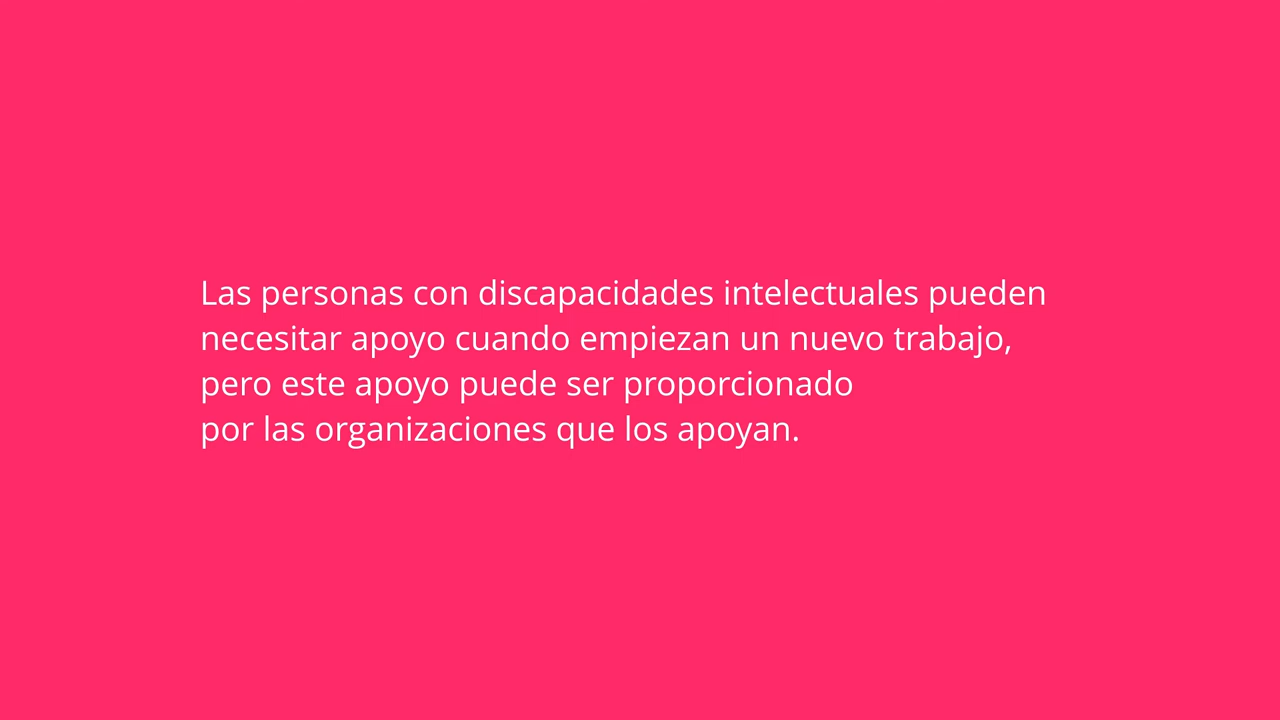 Las personas con discapacidades intelectuales pueden
necesitar apoyo cuando empiezan un nuevo trabajo,
pero este apoyo puede ser proporcionado
por las organizaciones que los apoyan.